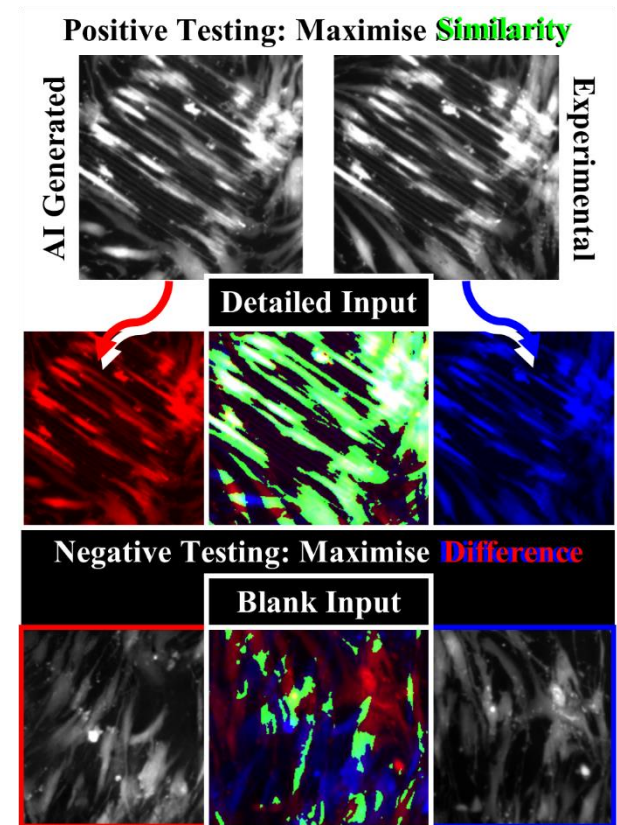 Positive Testing: Maximise Similarity
AI Generated
Experimental
Detailed Input
Negative Testing: Maximise Difference
Blank Input